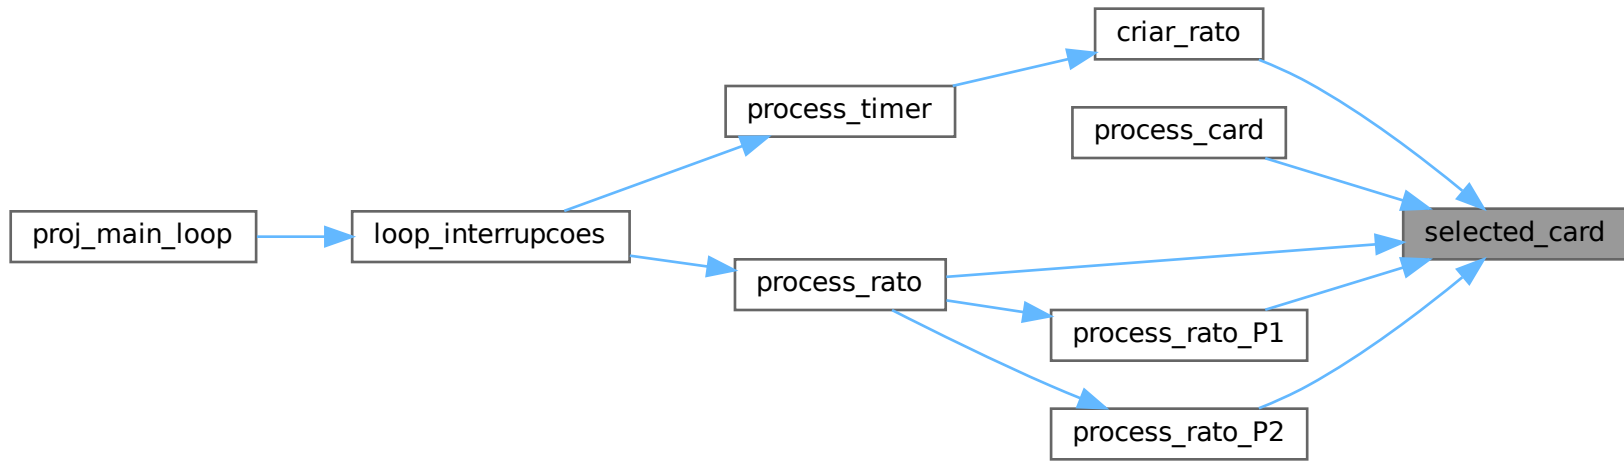 criar_rato
process_timer
process_card
proj_main_loop
loop_interrupcoes
selected_card
process_rato
process_rato_P1
process_rato_P2